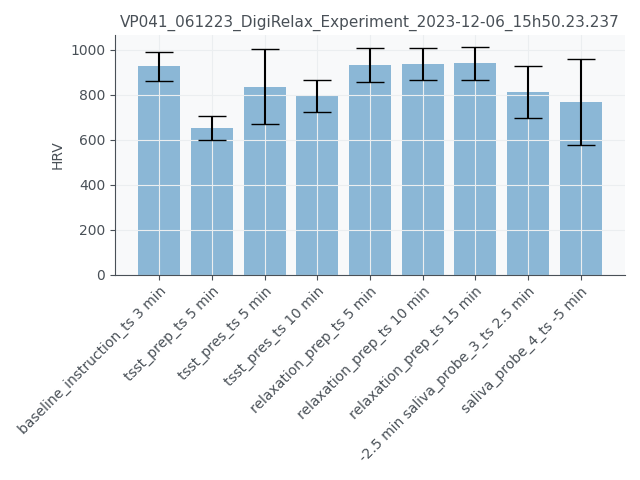 VP041_061223_DigiRelax_Experiment_2023-12-06_15h50.23.237
1000
800
600
400
200
0
HRV
baseline_instruction_ts 3 min
tsst_prep_ts 5 min
tsst_pres_ts 5 min
tsst_pres_ts 10 min
relaxation_prep_ts 5 min
relaxation_prep_ts 10 min
relaxation_prep_ts 15 min
-2.5 min saliva_probe_3_ts 2.5 min
saliva_probe_4_ts -5 min